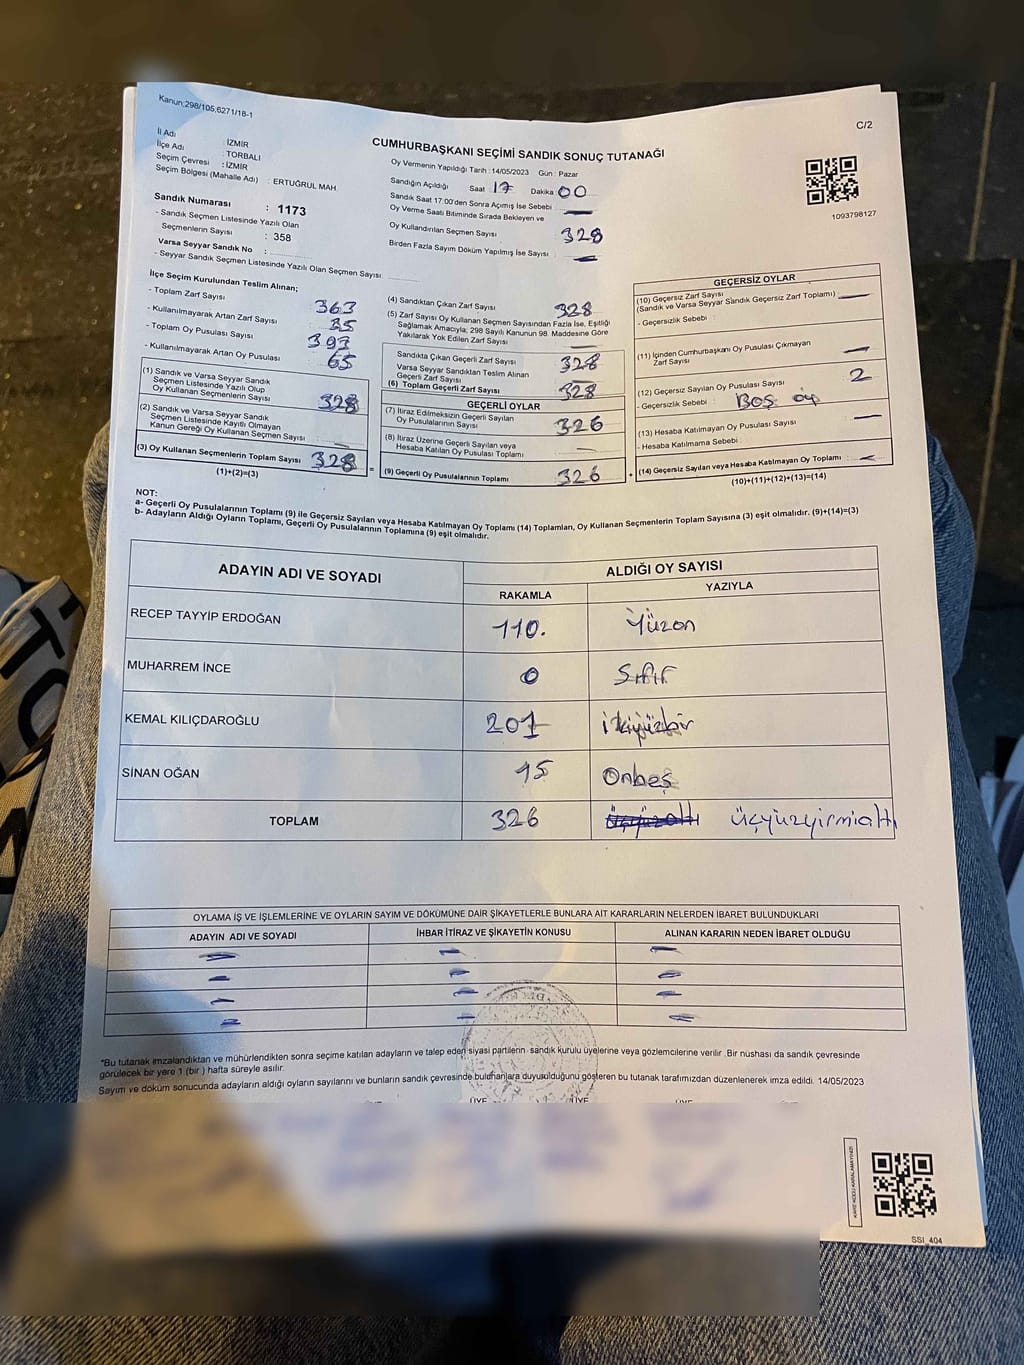 Kanun;298/105;6271/18-1
C/2
CUMHURBAŞKANI SEÇİMİ SANDIK SONUÇ TUTANAĞI
İl Adı : İZMİR
İlçe Adı : TORBALI
Seçim Çevresi : İZMİR
Seçim Bölgesi (Mahalle Adı) : ERTUĞRUL MAH.
Sandık Numarası : 1173
- Sandık Seçmen Listesinde Yazılı Olan
Seçmenlerin Sayısı : 358
Varsa Seyyar Sandık No :
- Seyyar Sandık Seçmen Listesinde Yazılı Olan Seçmen Sayısı:
Oy Vermenin Yapıldığı Tarih : 14/05/2023 Gün : Pazar
Sandığın Açıldığı Saat 17 Dakika 00
Sandık Saat 17:00'den Sonra Açımış İse Sebebi :
Oy Verme Saati Bitiminde Sırada Bekleyen ve
Oy Kullandırılan Seçmen Sayısı 328
Birden Fazla Sayım Döküm Yapılmış İse Sayısı
1093798127
İlçe Seçim Kurulundan Teslim Alınan;
- Toplam Zarf Sayısı 363
- Kullanılmayarak Artan Zarf Sayısı 35
- Toplam Oy Pusulası Sayısı 393
- Kullanılmayarak Artan Oy Pusulası 65
(1) Sandık ve Varsa Seyyar Sandık
Seçmen Listesinde Yazılı Olup
Oy Kullanan Seçmenlerin Sayısı 328
(2) Sandık ve Varsa Seyyar Sandık
Seçmen Listesinde Kayıtlı Olmayan
Kanun Gereği Oy Kullanan Seçmen Sayısı
(3) Oy Kullanan Seçmenlerin Toplam Sayısı 328
(1)+(2)=(3)
=
(4) Sandıktan Çıkan Zarf Sayısı 328
(5) Zarf Sayısı Oy Kullanan Seçmen Sayısından Fazla İse, Eşitliği
Sağlamak Amacıyla; 298 Sayılı Kanunun 98. Maddesine Göre
Yakılarak Yok Edilen Zarf Sayısı
Sandıkta Çıkan Geçerli Zarf Sayısı 328
Varsa Seyyar Sandıktan Teslim Alınan
Geçerli Zarf Sayısı
(6) Toplam Geçerli Zarf Sayısı 328
GEÇERLİ OYLAR
(7) İtiraz Edilmeksizin Geçerli Sayılan
Oy Pusulalarının Sayısı 326
(8) İtiraz Üzerine Geçerli Sayılan veya
Hesaba Katılan Oy Pusulası Toplamı
(9) Geçerli Oy Pusulalarının Toplamı 326
+
GEÇERSİZ OYLAR
(10) Geçersiz Zarf Sayısı
(Sandık ve Varsa Seyyar Sandık Geçersiz Zarf Toplamı)
- Geçersizlik Sebebi :
(11) İçinden Cumhurbaşkanı Oy Pusulası Çıkmayan
Zarf Sayısı
(12) Geçersiz Sayılan Oy Pusulası Sayısı 2
- Geçersizlik Sebebi : Boş oy
(13) Hesaba Katılmayan Oy Pusulası Sayısı
- Hesaba Katılmama Sebebi :
(14) Geçersiz Sayılan veya Hesaba Katılmayan Oy Toplamı :
(10)+(11)+(12)+(13)=(14)
NOT:
a- Geçerli Oy Pusulalarının Toplamı (9) ile Geçersiz Sayılan veya Hesaba Katılmayan Oy Toplamı (14) Toplamları, Oy Kullanan Seçmenlerin Toplam Sayısına (3) eşit olmalıdır. (9)+(14)=(3)
b- Adayların Aldığı Oyların Toplamı, Geçerli Oy Pusulalarının Toplamına (9) eşit olmalıdır.
ADAYIN ADI VE SOYADI ALDIĞI OY SAYISI
RAKAMLA YAZIYLA
RECEP TAYYİP ERDOĞAN 110. Yüzon
MUHARREM İNCE 0 Sıfır
KEMAL KILIÇDAROĞLU 201 ikiyüzbir
SİNAN OĞAN 15 Onbeş
TOPLAM 326 üçyüzaltı üçyüzyirmialtı
OYLAMA İŞ VE İŞLEMLERİNE VE OYLARIN SAYIM VE DÖKÜMÜNE DAİR ŞİKAYETLERLE BUNLARA AİT KARARLARIN NELERDEN İBARET BULUNDUKLARI
ADAYIN ADI VE SOYADI İHBAR İTİRAZ VE ŞİKAYETİN KONUSU ALINAN KARARIN NEDEN İBARET OLDUĞU
*Bu tutanak imzalandıktan ve mühürlendikten sonra seçime katılan adayların ve talep eden siyasi partilerin sandık kurulu üyelerine veya gözlemcilerine verilir. Bir nüshası da sandık çevresinde
görülecek bir yere 1 (bir ) hafta süreyle asılır.
Sayım ve döküm sonucunda adayların aldığı oyların sayılarını ve bunların sandık çevresinde bulunanlara duyurulduğunu gösteren bu tutanak tarafımızdan düzenlenerek imza edildi. 14/05/2023
ÜYE ÜYE ÜYE
SSI_404